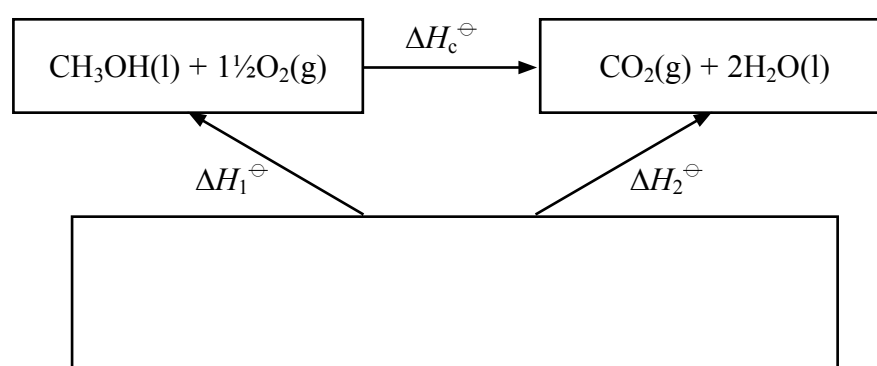 ΔH_c^⦵
CH₃OH(l) + 1½O₂(g)
CO₂(g) + 2H₂O(l)
ΔH₁^⦵
ΔH₂^⦵